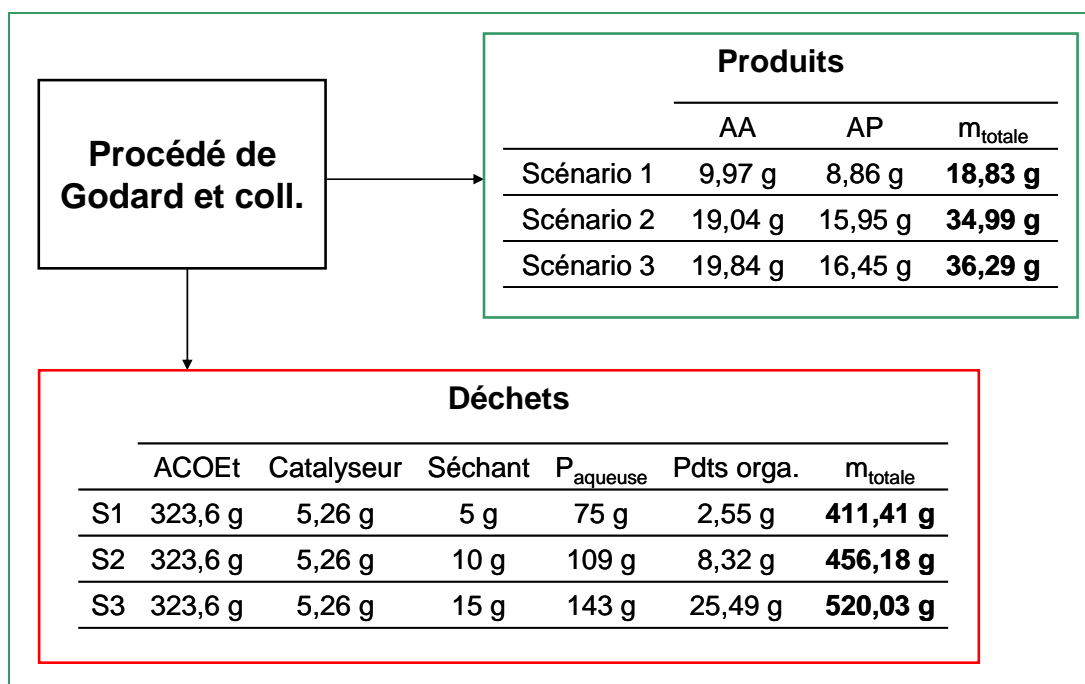 Produits
Procédé de
Godard et coll.
AA AP mtotale
Scénario 1 9,97 g 8,86 g 18,83 g
Scénario 2 19,04 g 15,95 g 34,99 g
Scénario 3 19,84 g 16,45 g 36,29 g
Déchets
ACOEt Catalyseur Séchant Paqueuse Pdts orga. mtotale
S1 323,6 g 5,26 g 5 g 75 g 2,55 g 411,41 g
S2 323,6 g 5,26 g 10 g 109 g 8,32 g 456,18 g
S3 323,6 g 5,26 g 15 g 143 g 25,49 g 520,03 g